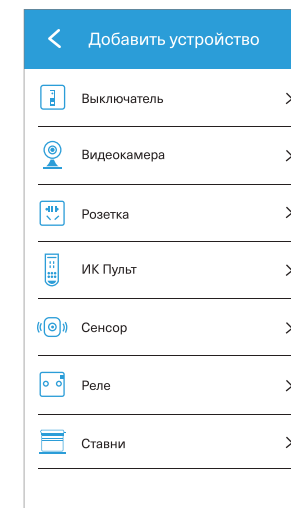 Добавить устройство
Выключатель
Видеокамера
Розетка
ИК Пульт
Сенсор
Реле
Ставни